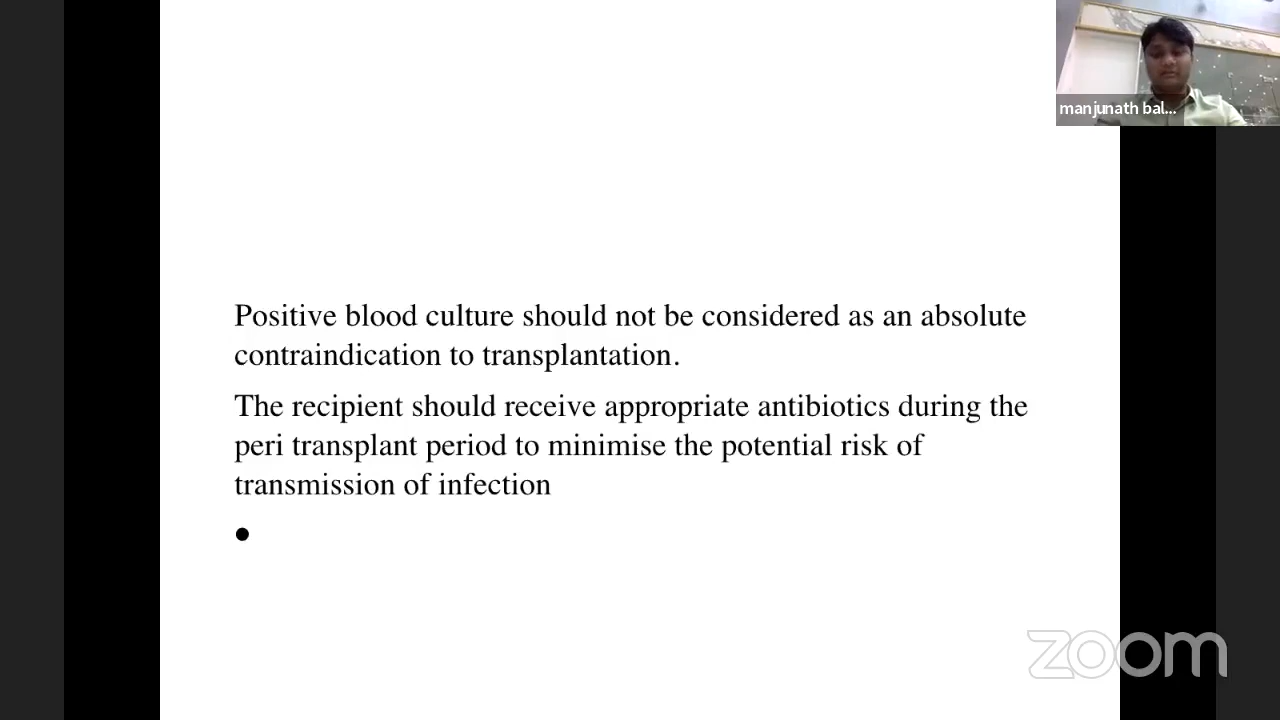 manjunath bal...
Positive blood culture should not be considered as an absolute
contraindication to transplantation.
The recipient should receive appropriate antibiotics during the
peri transplant period to minimise the potential risk of
transmission of infection
•
zoom